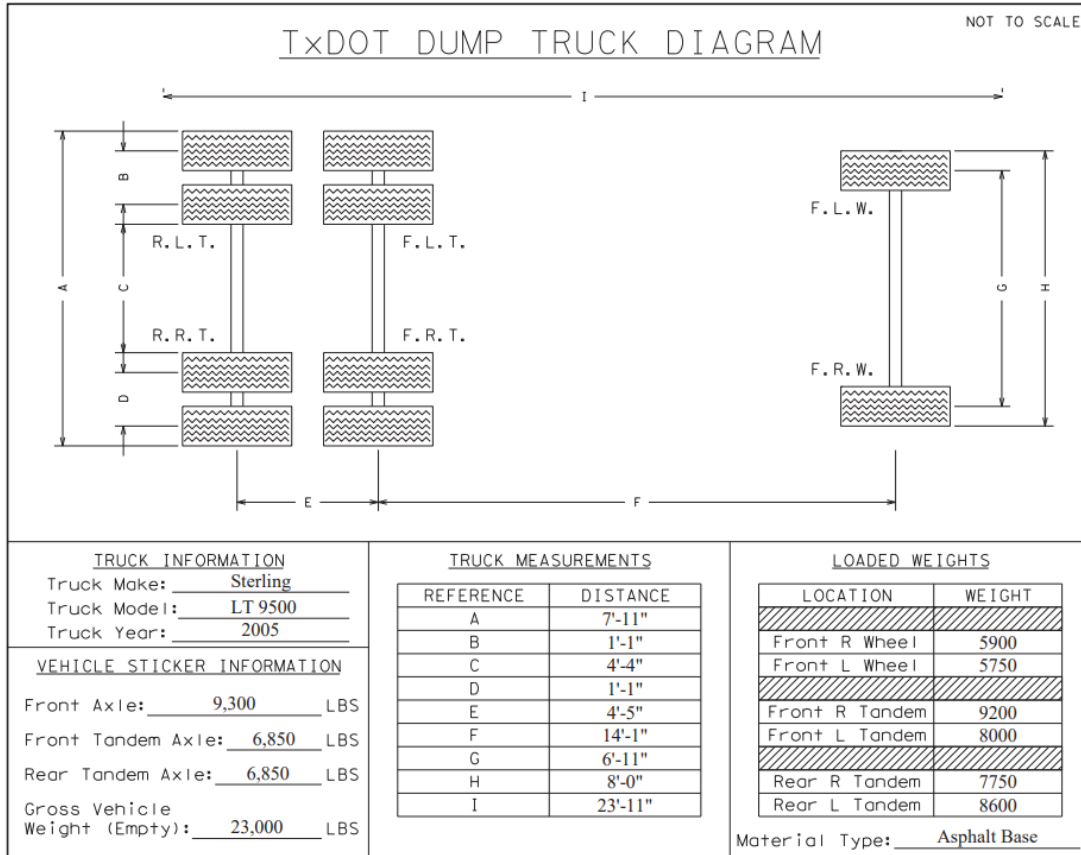 NOT TO SCALE
TxDOT DUMP TRUCK DIAGRAM
I
A
B
C
D
R.L.T.
F.L.T.
R.R.T.
F.R.T.
F.L.W.
F.R.W.
G
H
E
F
TRUCK INFORMATION
Truck Make: Sterling
Truck Model: LT 9500
Truck Year: 2005
VEHICLE STICKER INFORMATION
Front Axle: 9,300 LBS
Front Tandem Axle: 6,850 LBS
Rear Tandem Axle: 6,850 LBS
Gross Vehicle
Weight (Empty): 23,000 LBS
TRUCK MEASUREMENTS
REFERENCE DISTANCE
A 7'-11"
B 1'-1"
C 4'-4"
D 1'-1"
E 4'-5"
F 14'-1"
G 6'-11"
H 8'-0"
I 23'-11"
LOADED WEIGHTS
LOCATION WEIGHT
Front R Wheel 5900
Front L Wheel 5750
Front R Tandem 9200
Front L Tandem 8000
Rear R Tandem 7750
Rear L Tandem 8600
Material Type: Asphalt Base